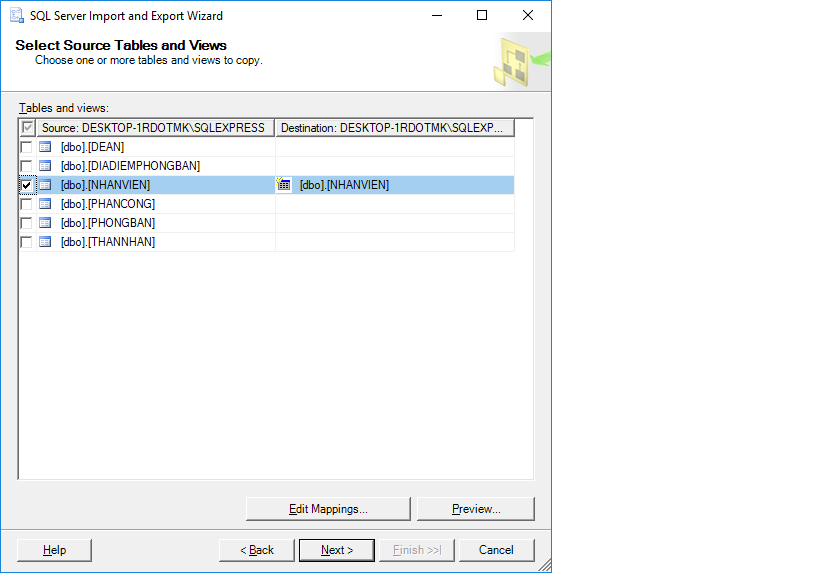 SQL Server Import and Export Wizard
Select Source Tables and Views
Choose one or more tables and views to copy.
Tables and views:
Source: DESKTOP-1RDOTMK\SQLEXPRESS Destination: DESKTOP-1RDOTMK\SQLEXP...
[dbo].[DEAN]
[dbo].[DIADIEMPHONGBAN]
[dbo].[NHANVIEN] [dbo].[NHANVIEN]
[dbo].[PHANCONG]
[dbo].[PHONGBAN]
[dbo].[THANNHAN]
Edit Mappings... Preview...
Help < Back Next > Finish >>| Cancel